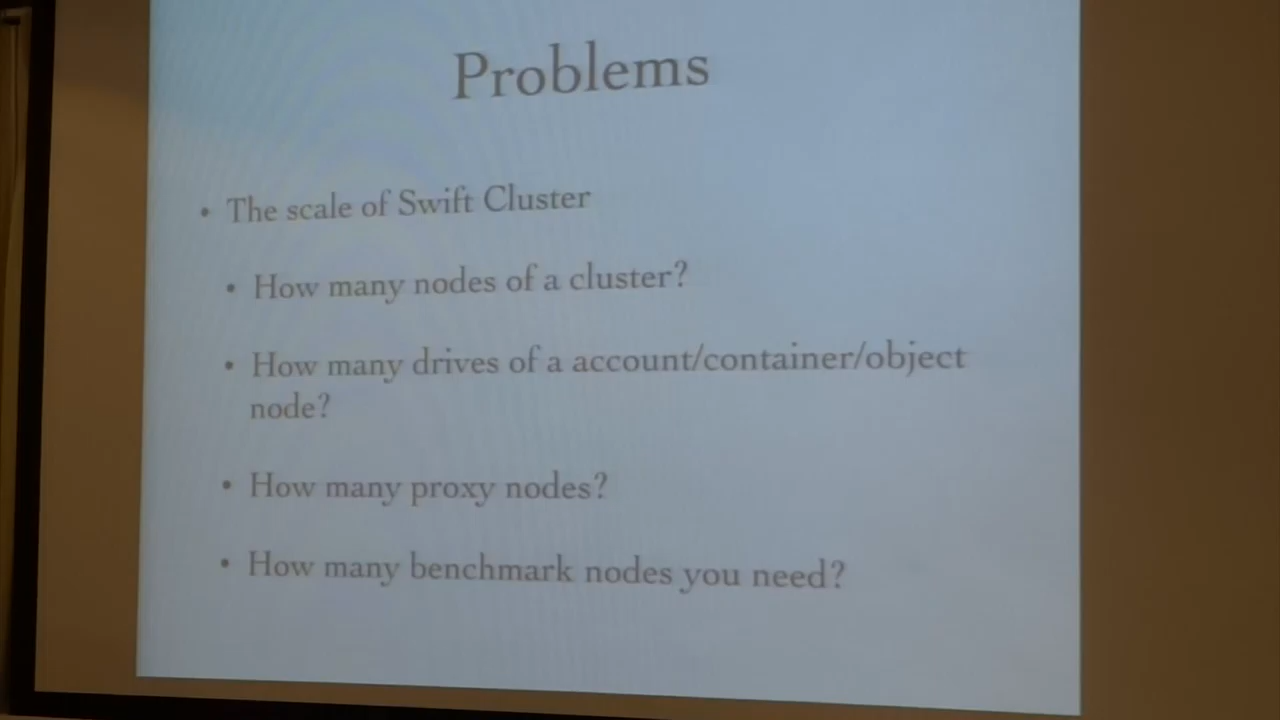 Problems
• The scale of Swift Cluster
• How many nodes of a cluster?
• How many drives of a account/container/object
node?
• How many proxy nodes?
• How many benchmark nodes you need?